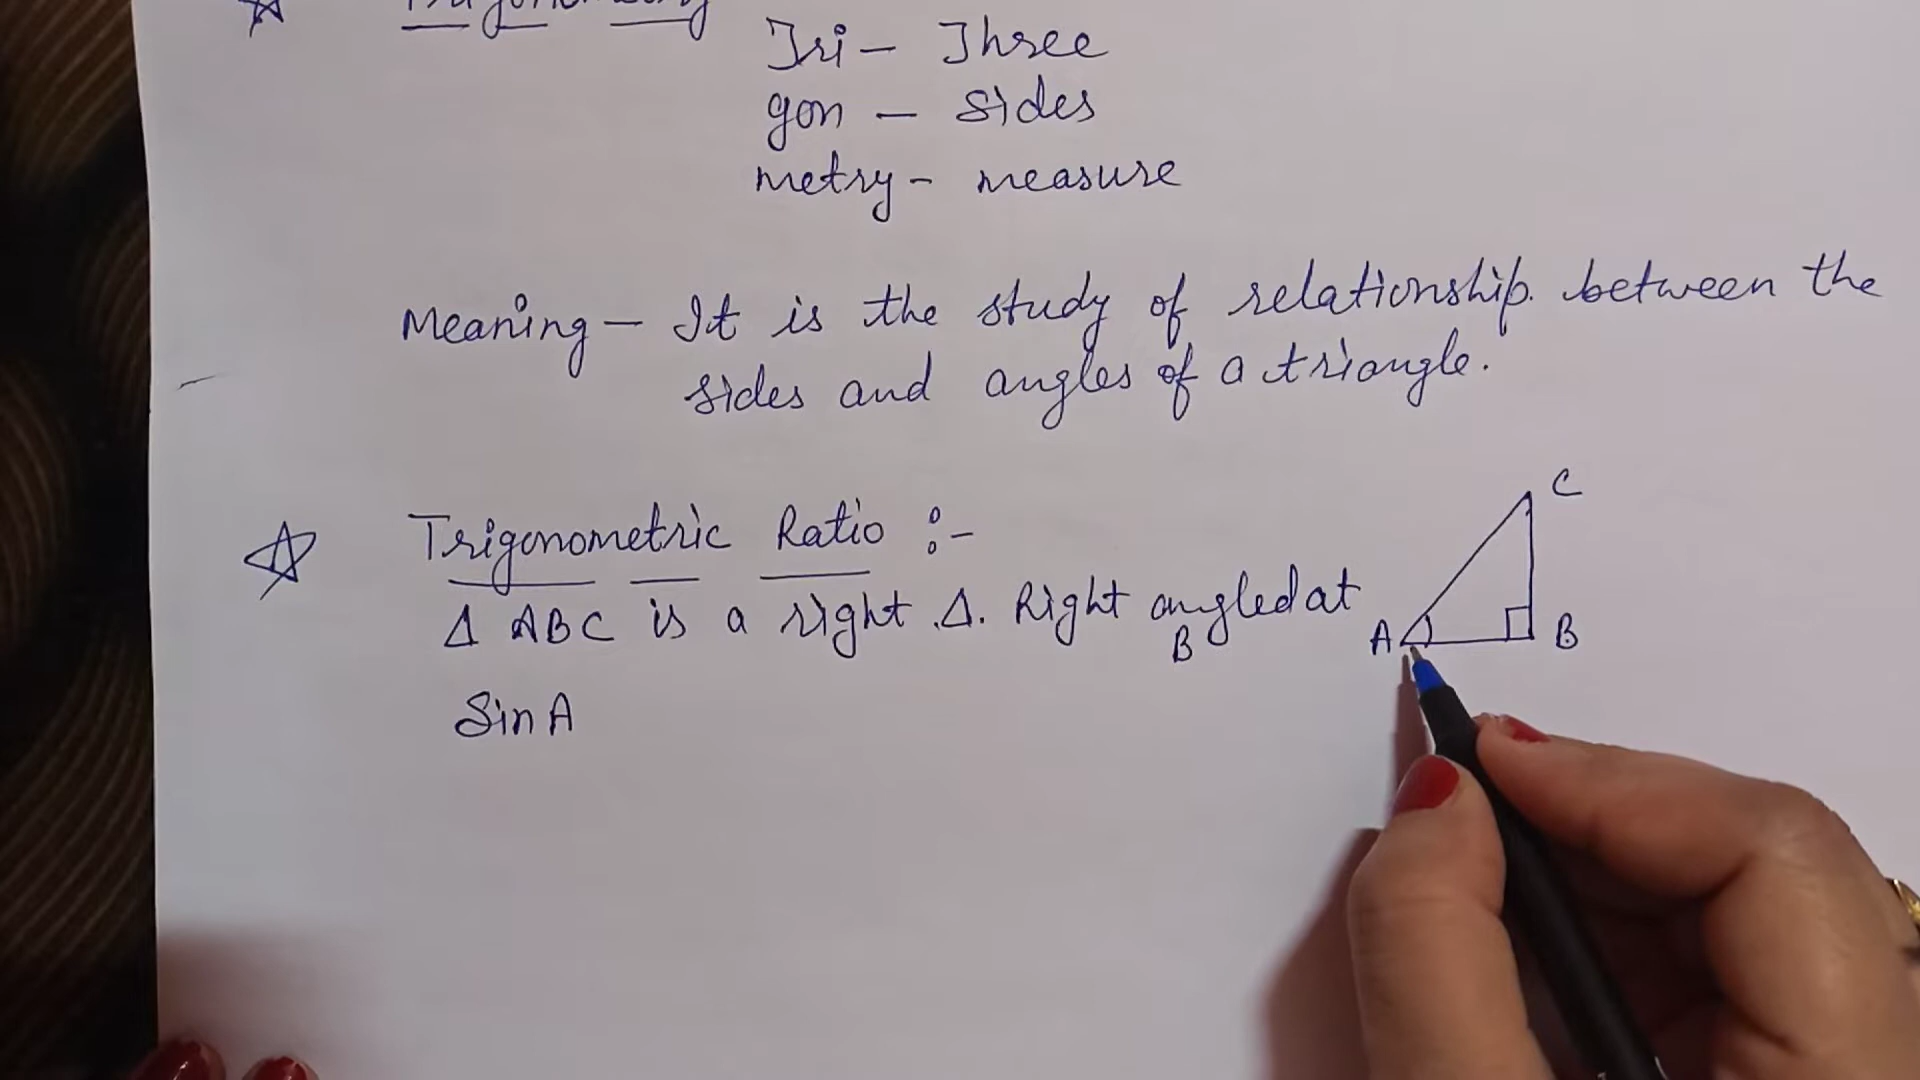 Trigonometry
Tri - Three
gon - sides
metry - measure
Meaning - It is the study of relationship. between the
sides and angles of a triangle.
Trigonometric Ratio :-
Δ ABC is a right Δ. Right angled at
B
Sin A
C
A
B